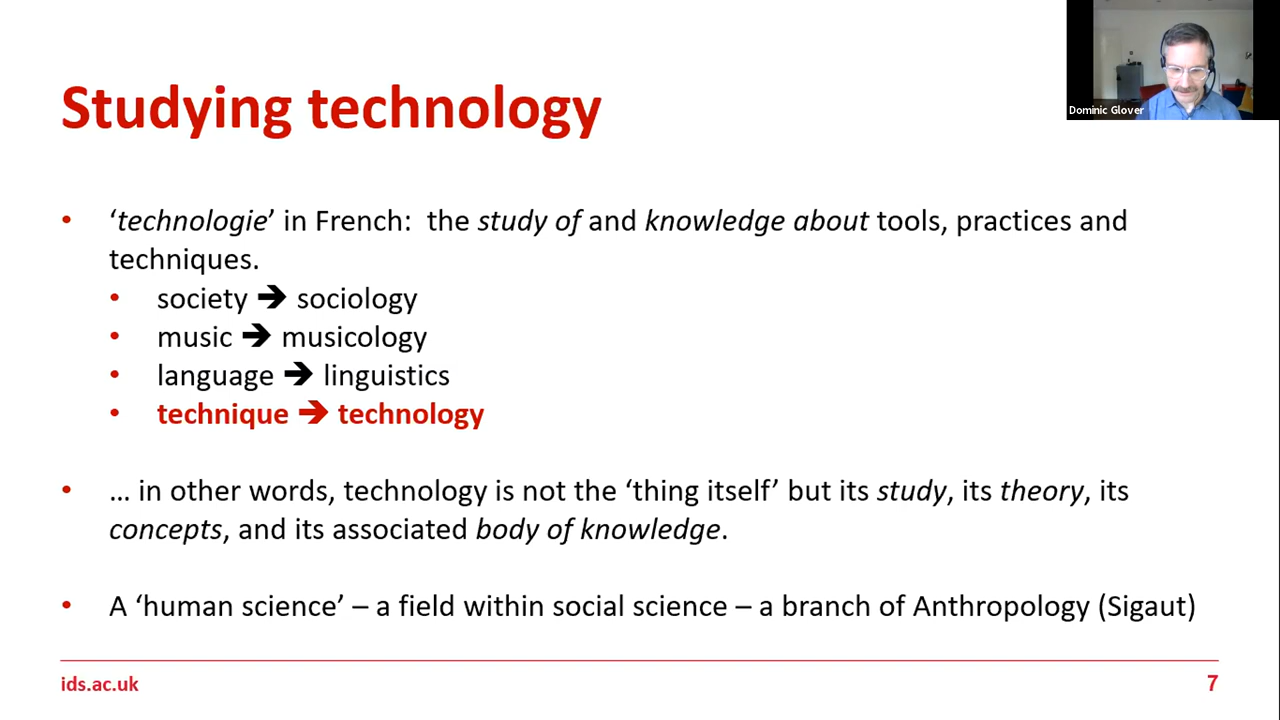 Studying technology
Dominic Glover
• ‘technologie’ in French:  the study of and knowledge about tools, practices and
techniques.
• society ➔ sociology
• music ➔ musicology
• language ➔ linguistics
• technique ➔ technology
• … in other words, technology is not the ‘thing itself’ but its study, its theory, its
concepts, and its associated body of knowledge.
• A ‘human science’ – a field within social science – a branch of Anthropology (Sigaut)
ids.ac.uk
7